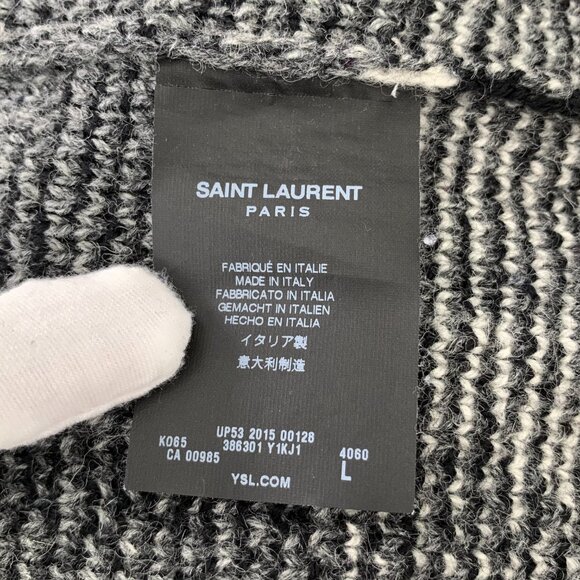 SAINT LAURENT
PARIS
FABRIQUÉ EN ITALIE
MADE IN ITALY
FABBRICATO IN ITALIA
GEMACHT IN ITALIEN
HECHO EN ITALIA
イタリア製
意大利制造
UP53 2015 00128
K065 386301 Y1KJ1 4060
CA 00985 L
YSL.COM